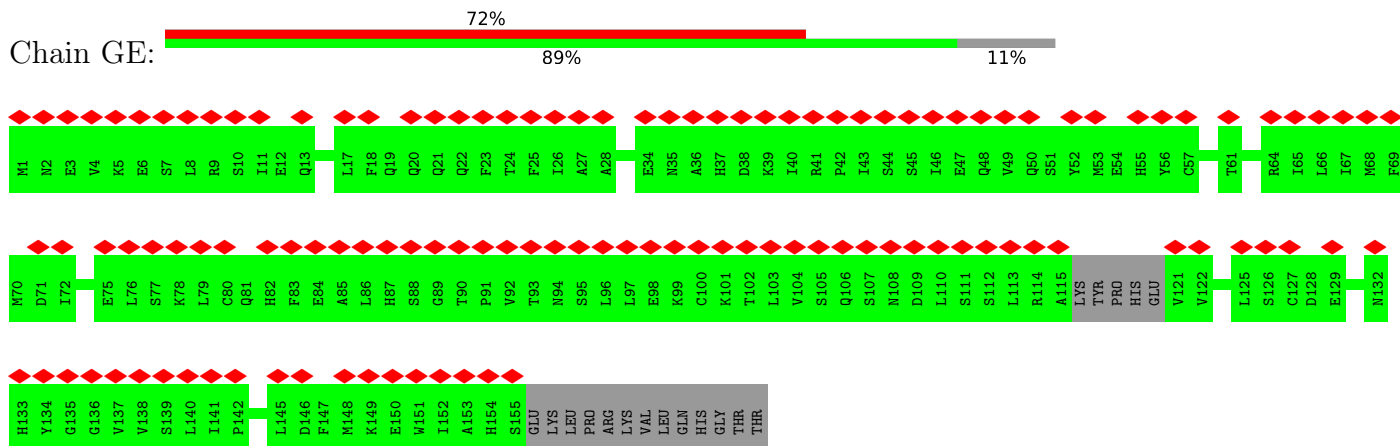 72%
Chain GE:
89% 11%
M1 N2 E3 V4 K5 E6 S7 L8 R9 S10 I11 E12 Q13 L17 F18 Q19 Q20 Q21 Q22 F23 T24 F25 I26 A27 A28 E34 N35 A36 H37 D38 K39 I40 R41 P42 I43 S44 S45 I46 E47 Q48 V49 Q50 S51 Y52 M53 E54 H55 Y56 C57 T61 R64 I65 L66 I67 M68 F69
M70 D71 I72 E75 L76 S77 K78 L79 C80 Q81 H82 F83 E84 A85 L86 H87 S88 G89 T90 P91 V92 T93 N94 S95 L96 L97 E98 K99 C100 K101 T102 L103 V104 S105 Q106 S107 N108 D109 L110 S111 S112 L113 R114 A115 LYS TYR PRO HIS GLU V121 V122 L125 S126 C127 D128 E129 N132
H133 Y134 G135 G136 V137 V138 S139 L140 I141 P142 L145 D146 F147 M148 K149 E150 W151 I152 A153 H154 S155 GLU LYS LEU PRO ARG LYS VAL LEU GLN HIS GLY THR THR